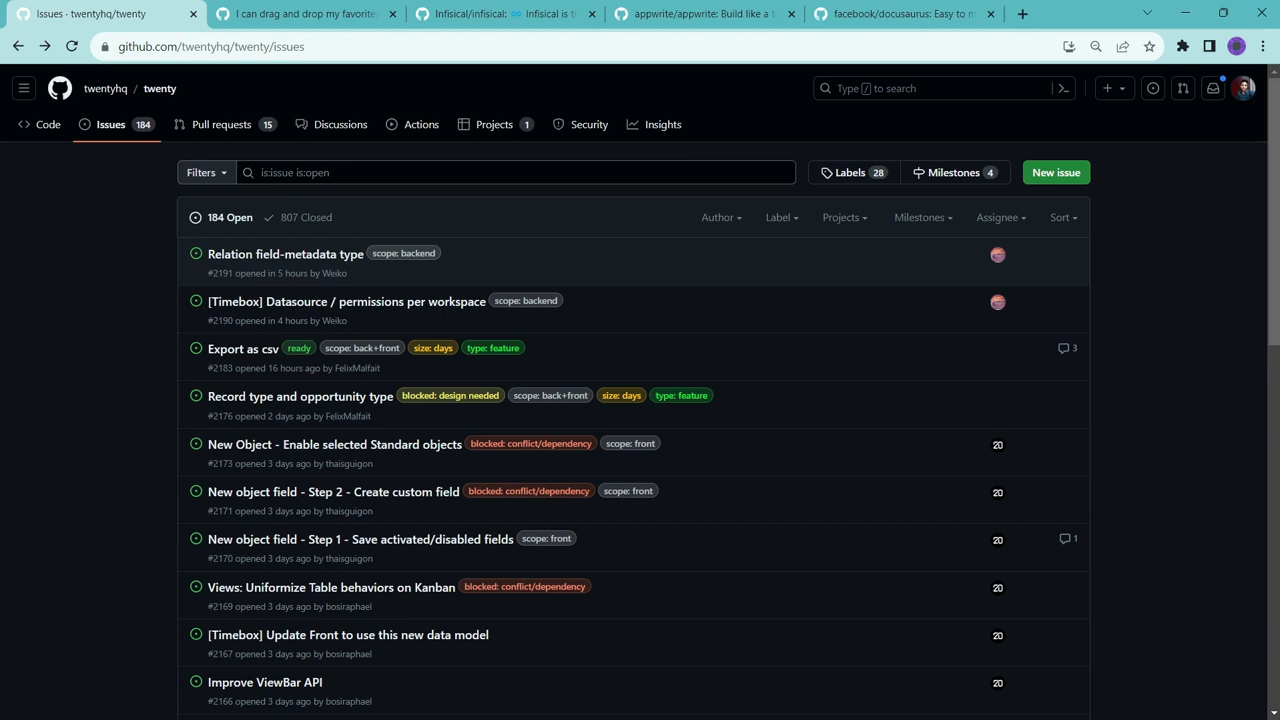 Issues - twentyhq/twenty
I can drag and drop my favorites
Infisical/infisical: ♾ Infisical is th
appwrite/appwrite: Build like a te
facebook/docusaurus: Easy to m
github.com/twentyhq/twenty/issues
twentyhq / twenty
Type / to search
Code
Issues 184
Pull requests 15
Discussions
Actions
Projects 1
Security
Insights
Filters
is:issue is:open
Labels 28
Milestones 4
New issue
184 Open
807 Closed
Author
Label
Projects
Milestones
Assignee
Sort
Relation field-metadata type scope: backend
#2191 opened in 5 hours by Weiko
[Timebox] Datasource / permissions per workspace scope: backend
#2190 opened in 4 hours by Weiko
Export as csv ready scope: back+front size: days type: feature 3
#2183 opened 16 hours ago by FelixMalfait
Record type and opportunity type blocked: design needed scope: back+front size: days type: feature
#2176 opened 2 days ago by FelixMalfait
New Object - Enable selected Standard objects blocked: conflict/dependency scope: front 20
#2173 opened 3 days ago by thaisguigon
New object field - Step 2 - Create custom field blocked: conflict/dependency scope: front 20
#2171 opened 3 days ago by thaisguigon
New object field - Step 1 - Save activated/disabled fields scope: front 20 1
#2170 opened 3 days ago by thaisguigon
Views: Uniformize Table behaviors on Kanban blocked: conflict/dependency 20
#2169 opened 3 days ago by bosiraphael
[Timebox] Update Front to use this new data model 20
#2167 opened 3 days ago by bosiraphael
Improve ViewBar API 20
#2166 opened 3 days ago by bosiraphael